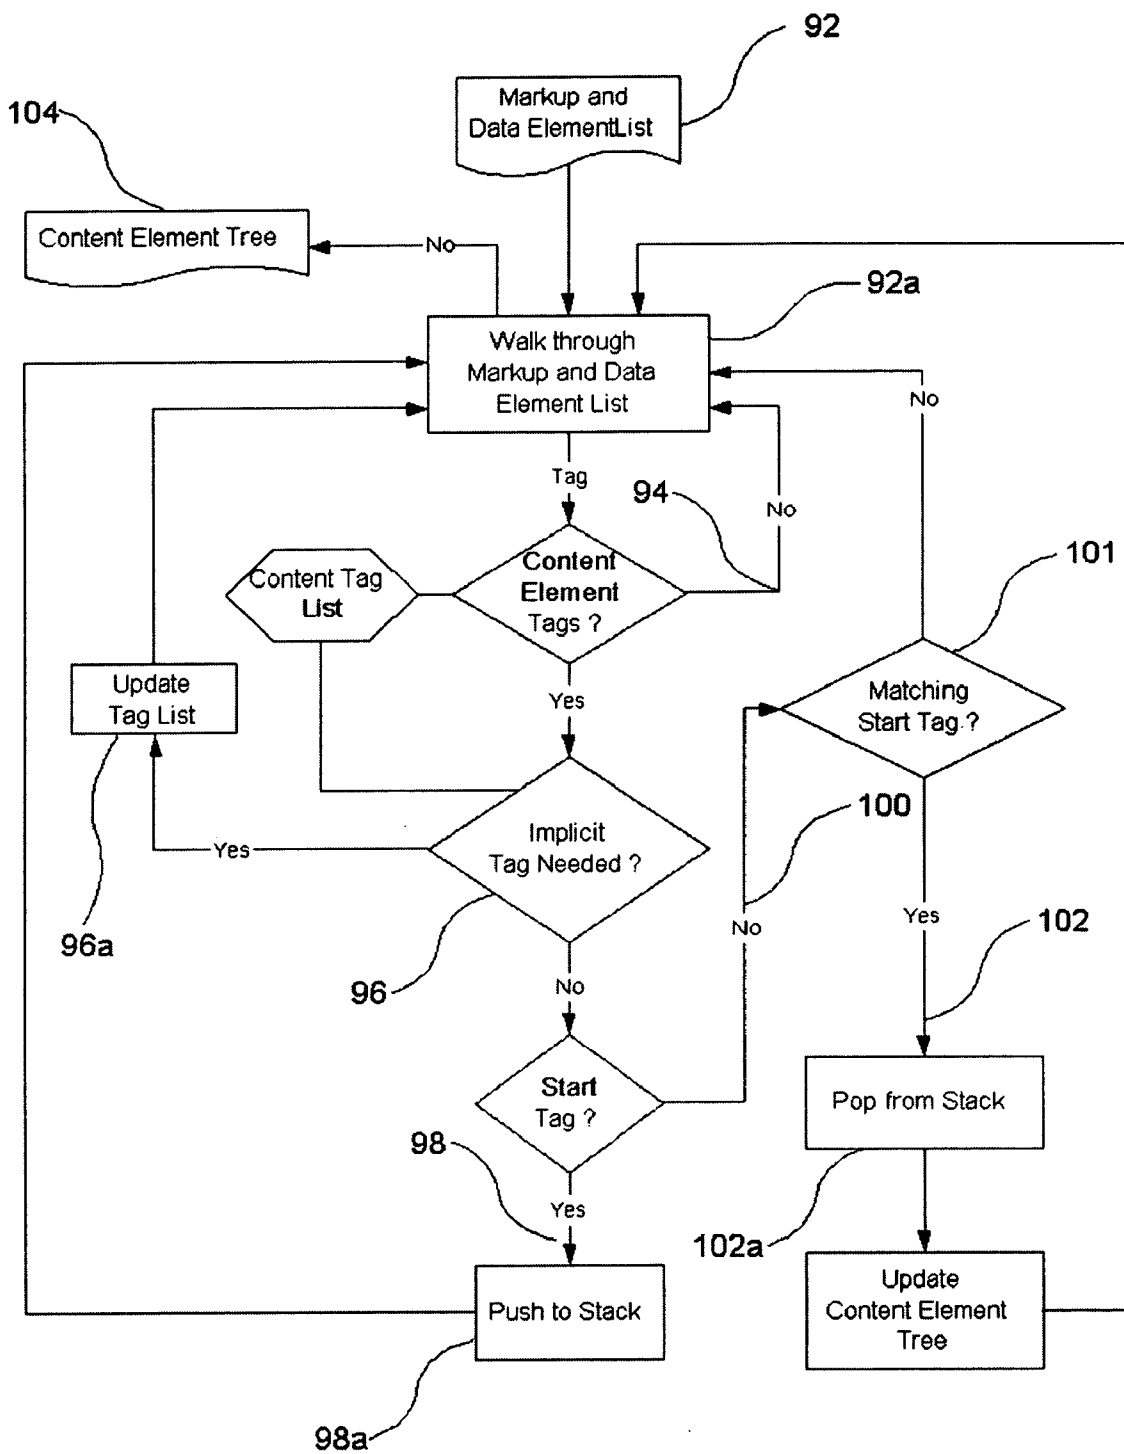 92
Markup and
Data ElementList
104
Content Element Tree
No
92a
Walk through
Markup and Data
Element List
No
Tag
94
No
Content Tag
List
Content
Element
Tags ?
101
Update
Tag List
Yes
Matching
Start Tag ?
100
Implicit
Tag Needed ?
Yes
96a
96
No
No
Yes
102
Start
Tag ?
Pop from Stack
98
Yes
102a
Push to Stack
Update
Content Element
Tree
98a